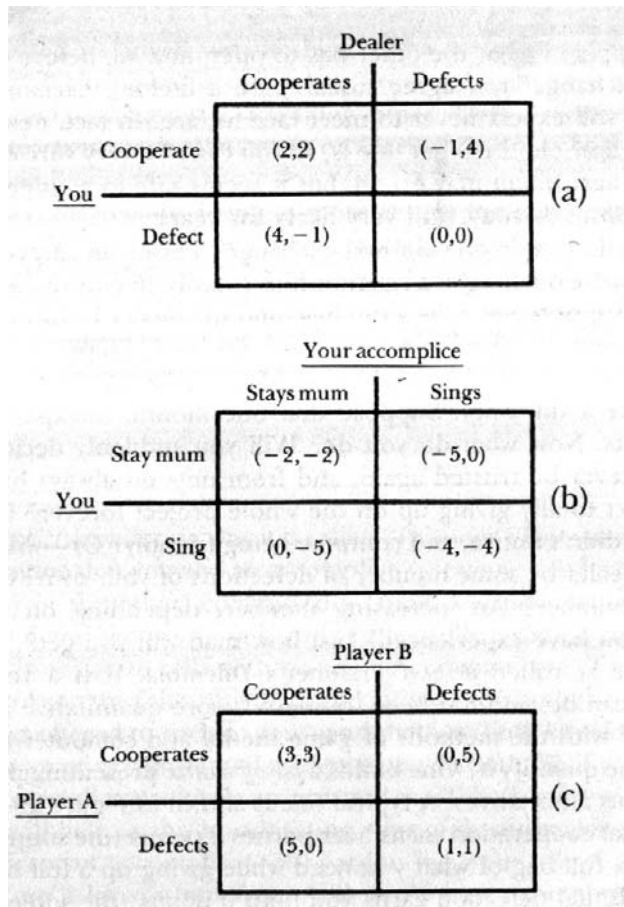 Dealer
Cooperates Defects
Cooperate (2,2) (−1,4)
You (a)
Defect (4,−1) (0,0)
Your accomplice
Stays mum Sings
Stay mum (−2,−2) (−5,0)
You (b)
Sing (0,−5) (−4,−4)
Player B
Cooperates Defects
Cooperates (3,3) (0,5)
Player A (c)
Defects (5,0) (1,1)